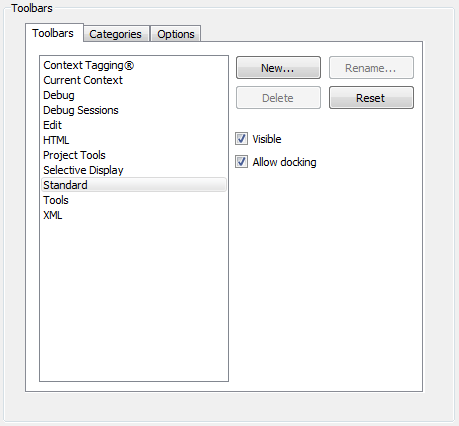 Toolbars
Toolbars Categories Options
Context Tagging®
Current Context
Debug
Debug Sessions
Edit
HTML
Project Tools
Selective Display
Standard
Tools
XML
New... Rename...
Delete Reset
Visible
Allow docking